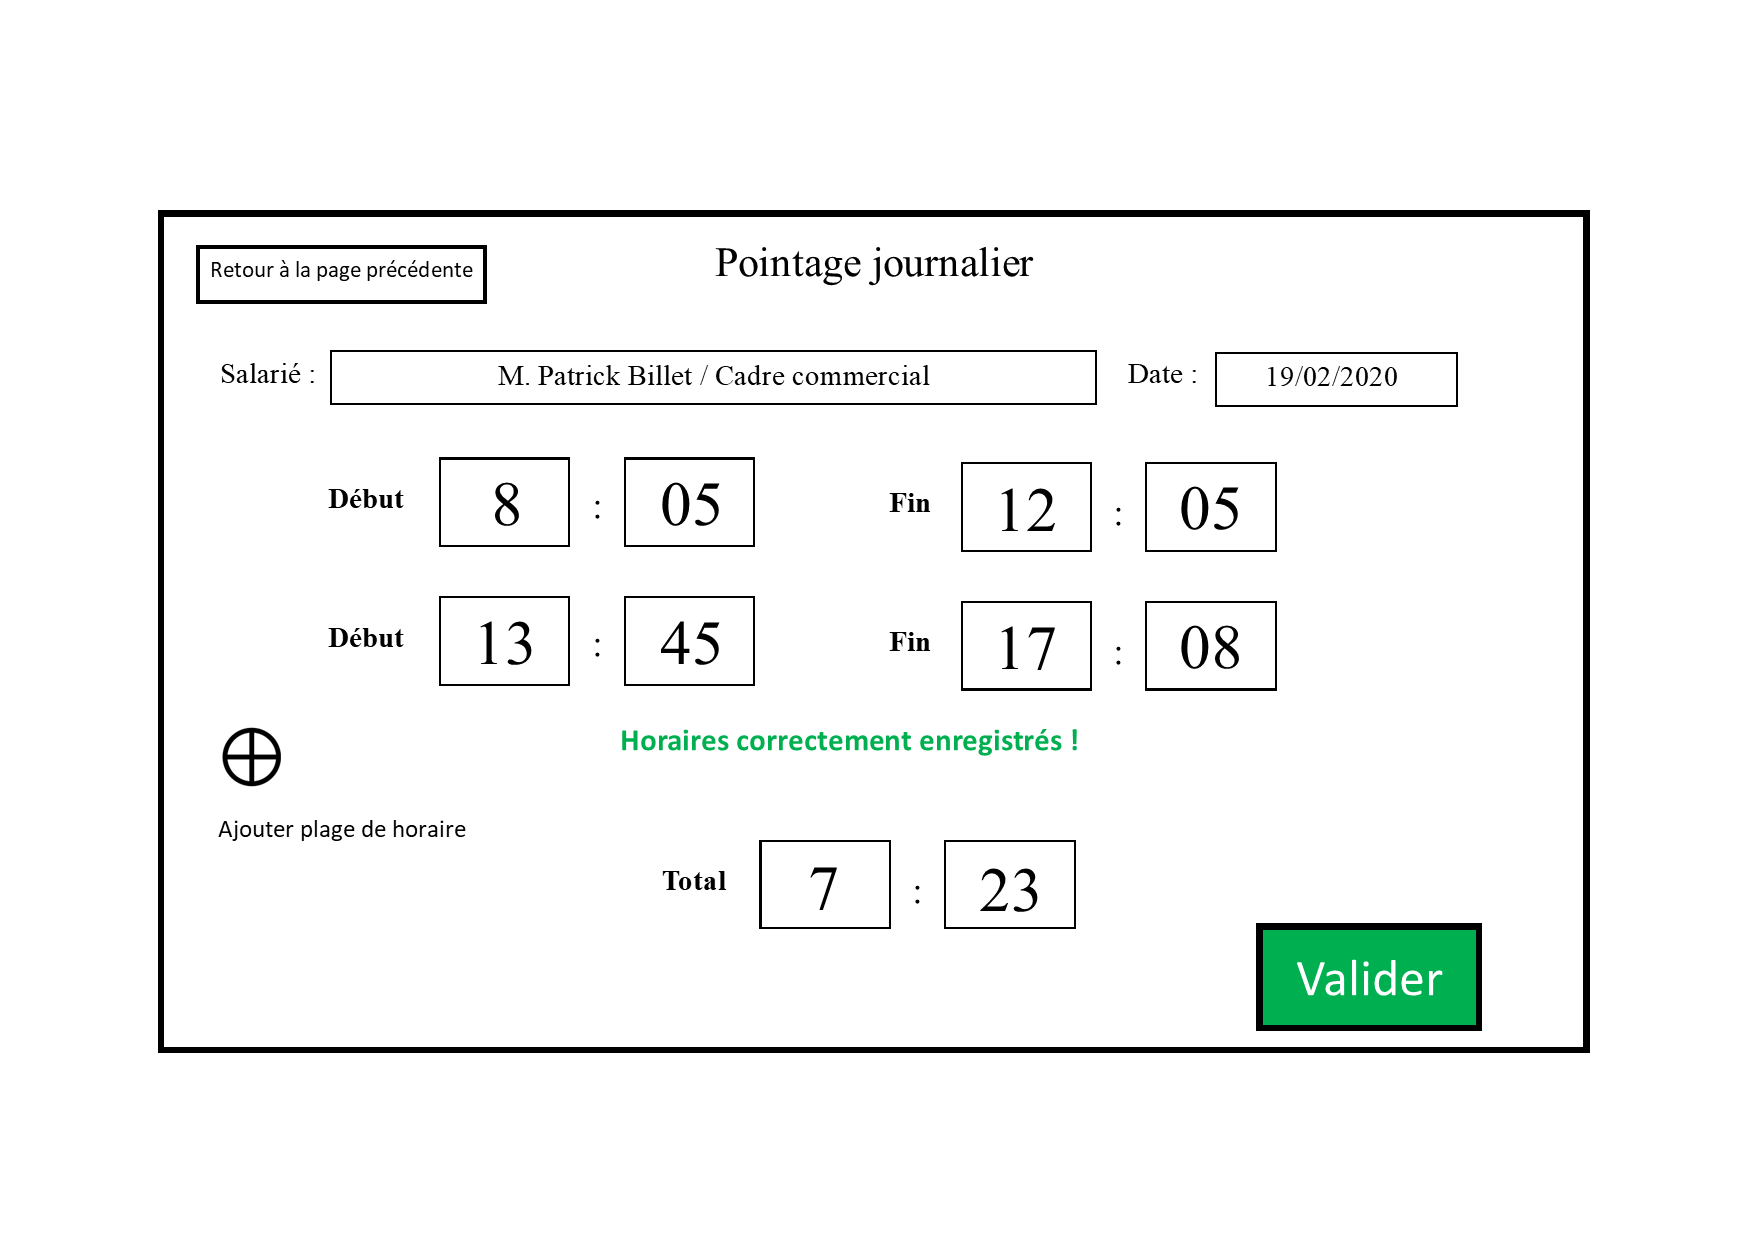 Retour à la page précédente
Pointage journalier
Salarié : M. Patrick Billet / Cadre commercial Date : 19/02/2020
Début 8 : 05 Fin 12 : 05
Début 13 : 45 Fin 17 : 08
Horaires correctement enregistrés !
Ajouter plage de horaire
Total 7 : 23
Valider